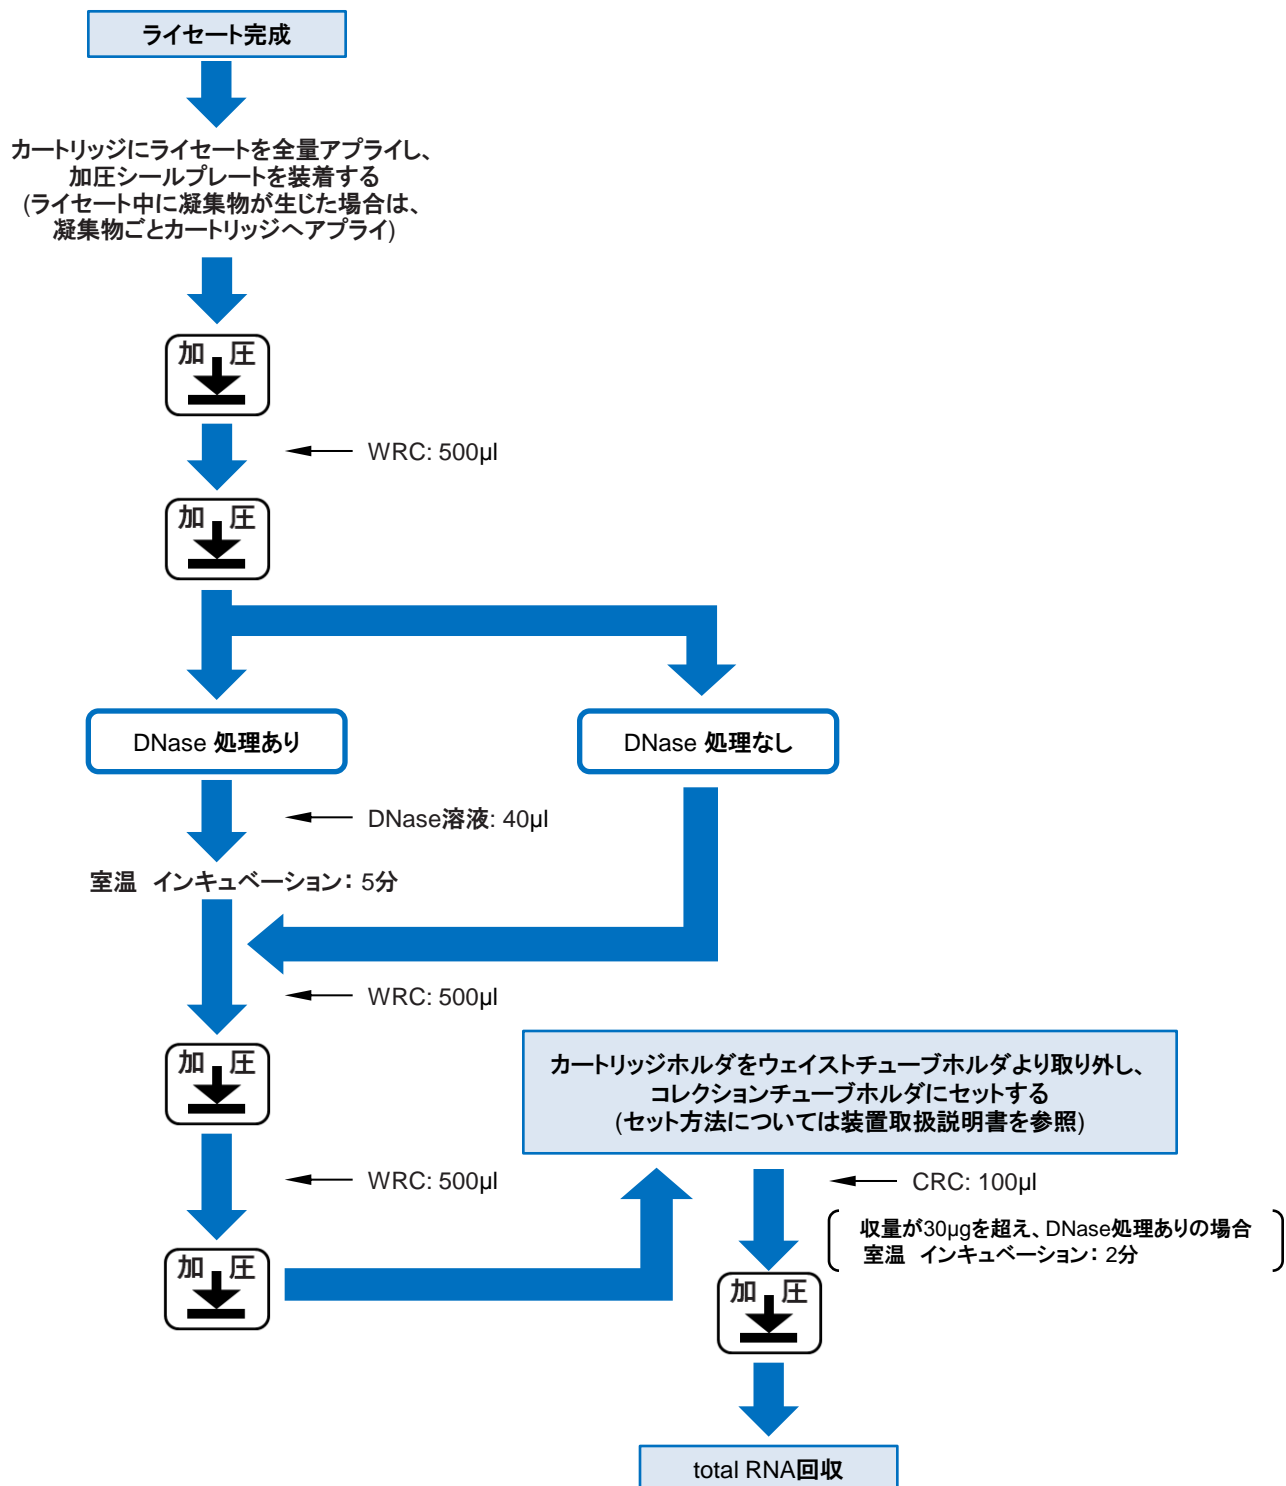 ライセート完成
カートリッジにライセートを全量アプライし、
加圧シールプレートを装着する
(ライセート中に凝集物が生じた場合は、
凝集物ごとカートリッジへアプライ)
加 圧
WRC: 500µl
加 圧
DNase 処理あり
DNase 処理なし
DNase溶液: 40µl
室温 インキュベーション： 5分
WRC: 500µl
加 圧
WRC: 500µl
加 圧
カートリッジホルダをウェイストチューブホルダより取り外し、
コレクションチューブホルダにセットする
(セット方法については装置取扱説明書を参照)
CRC: 100µl
収量が30µgを超え、DNase処理ありの場合
室温 インキュベーション： 2分
加 圧
total RNA回収